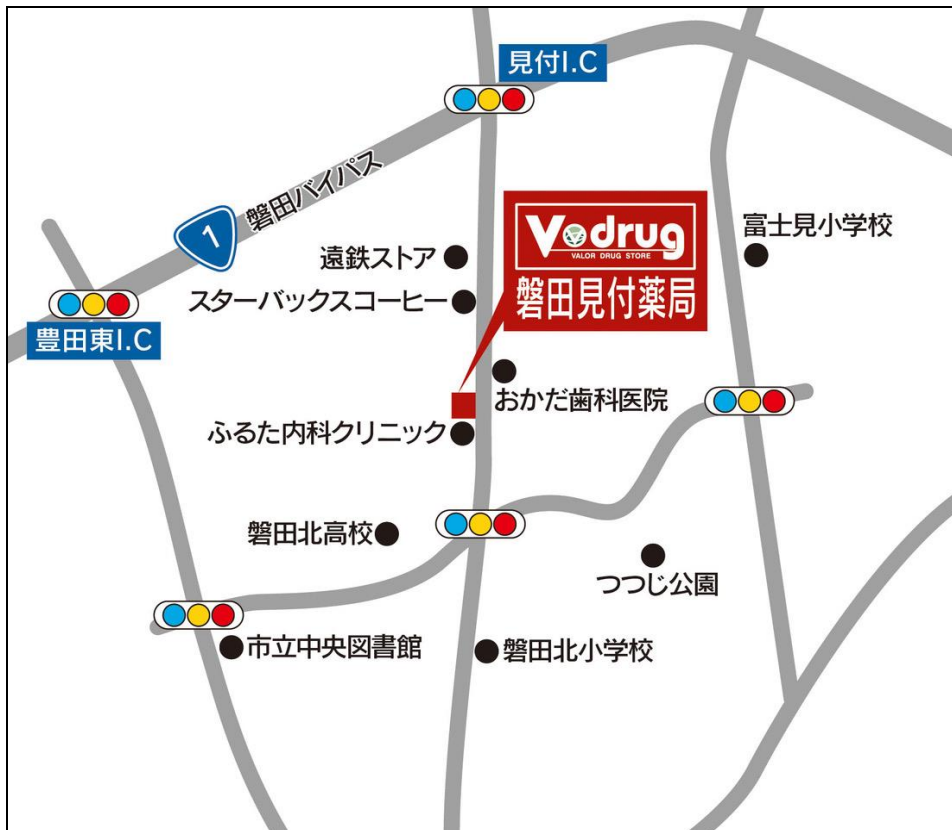 見付I.C
磐田バイパス
1
V drug
VALOR DRUG STORE
磐田見付薬局
富士見小学校
遠鉄ストア
スターバックスコーヒー
豊田東I.C
おかだ歯科医院
ふるた内科クリニック
磐田北高校
つつじ公園
市立中央図書館
磐田北小学校